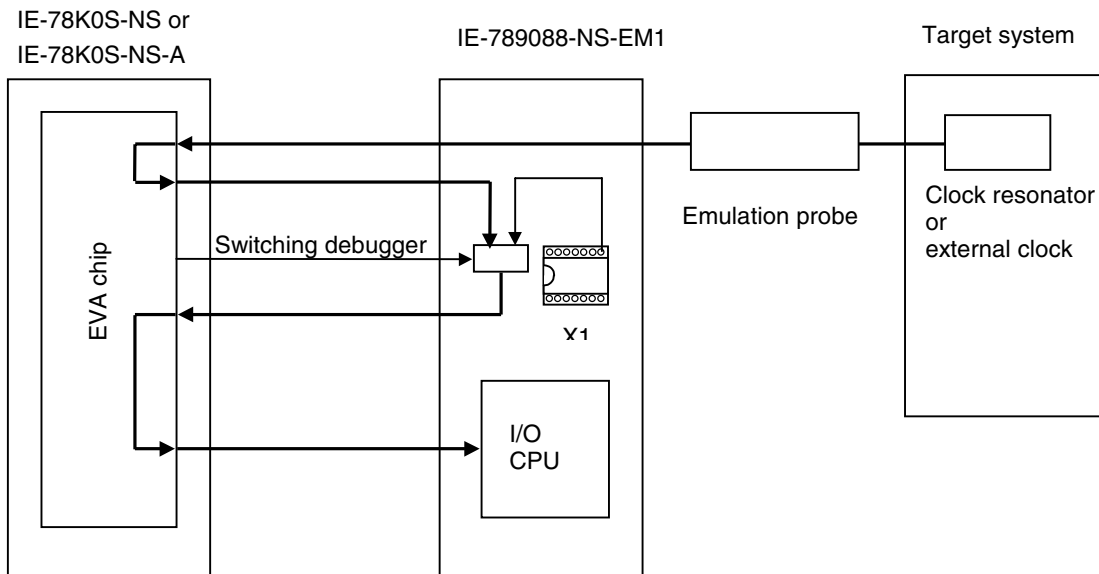 IE-78K0S-NS or
IE-78K0S-NS-A
IE-789088-NS-EM1
Target system
EVA chip
Switching debugger
X1
Emulation probe
Clock resonator
or
external clock
I/O
CPU